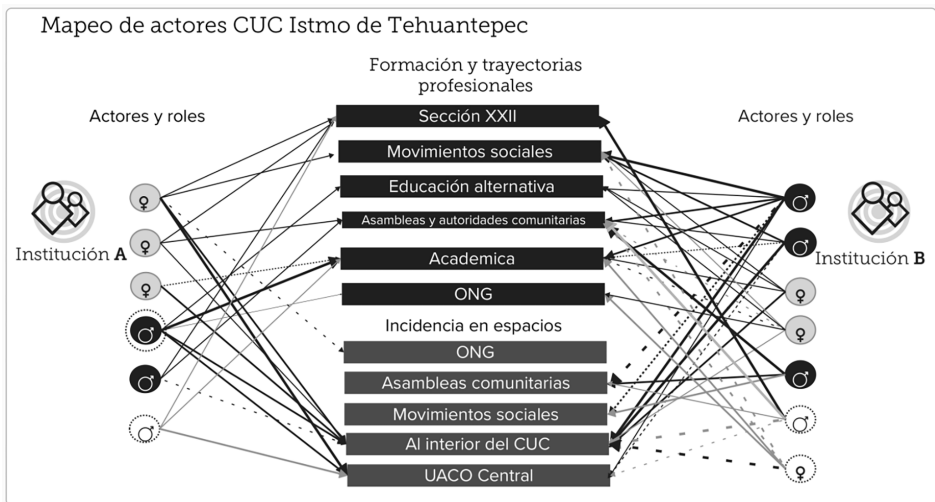 Mapeo de actores CUC Istmo de Tehuantepec
Formación y trayectorias
profesionales
Actores y roles
Actores y roles
Sección XXII
Movimientos sociales
Educación alternativa
Asambleas y autoridades comunitarias
Academica
ONG
Institución A
Institución B
Incidencia en espacios
ONG
Asambleas comunitarias
Movimientos sociales
Al interior del CUC
UACO Central